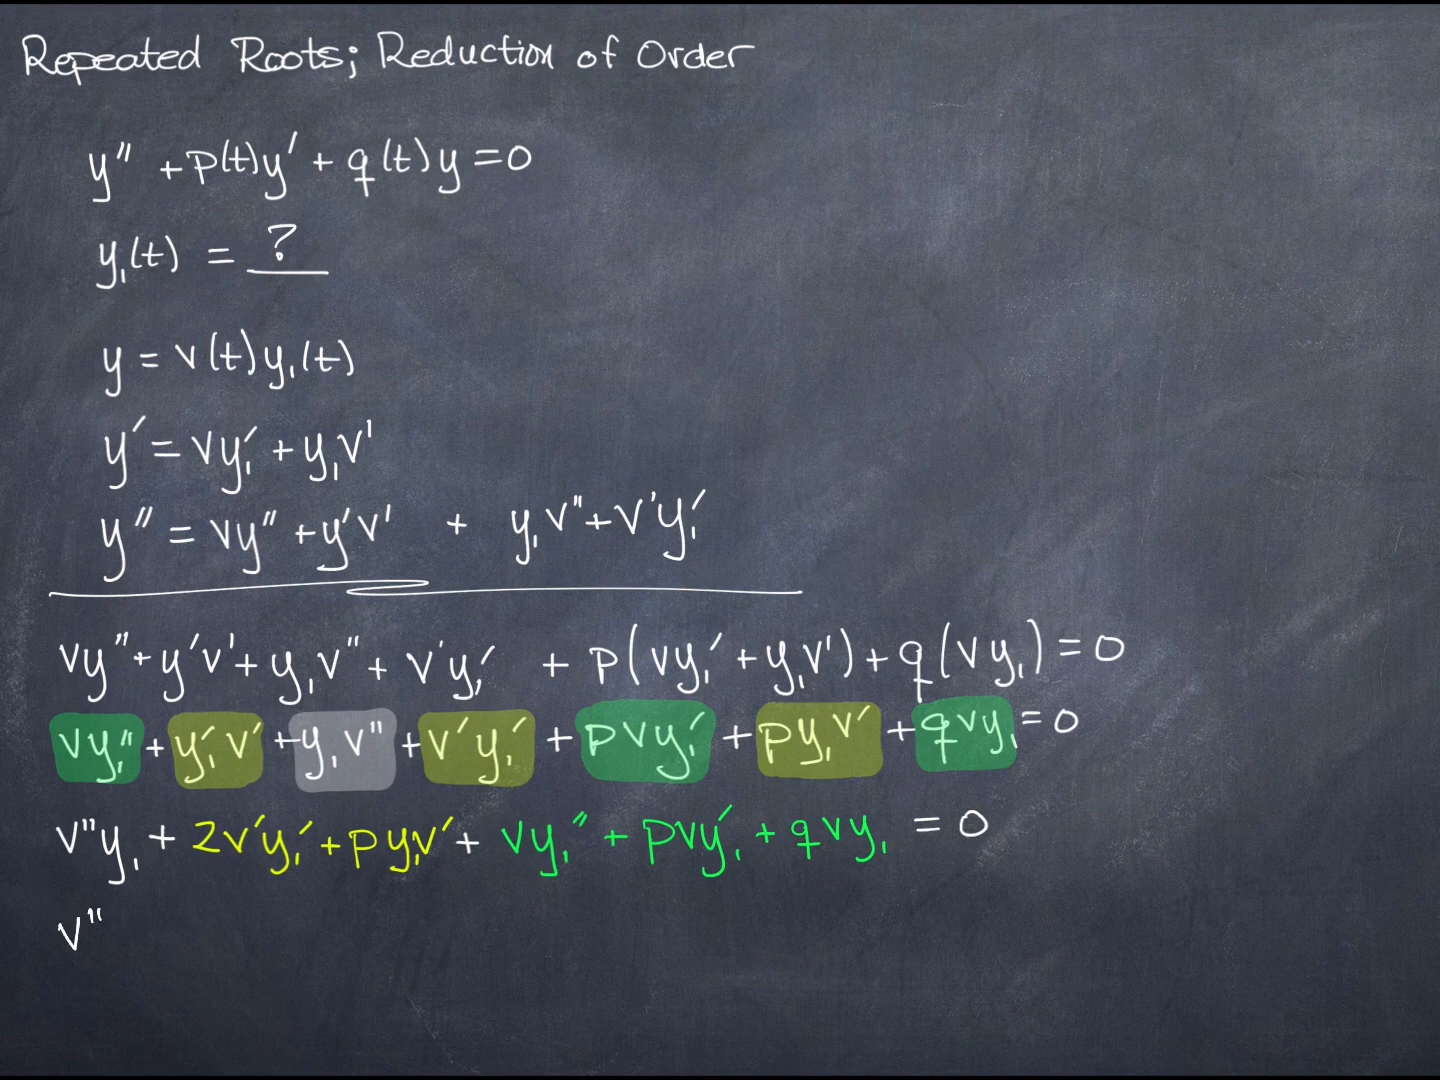 Repeated Roots; Reduction of Order
y'' + p(t)y' + q(t)y = 0
y₁(t) = ?
y = v(t)y₁(t)
y' = vy₁' + y₁v'
y'' = vy'' + y'v' + y₁v'' + v'y₁'
vy'' + y'v' + y₁v'' + v'y₁' + p(vy₁' + y₁v') + q(vy₁) = 0
vy₁'' + y₁'v' + y₁v'' + v'y₁' + pvy₁' + py₁v' + qvy₁ = 0
v''y₁ + 2v'y₁' + py₁v' + vy₁'' + pvy₁' + qvy₁ = 0
v''